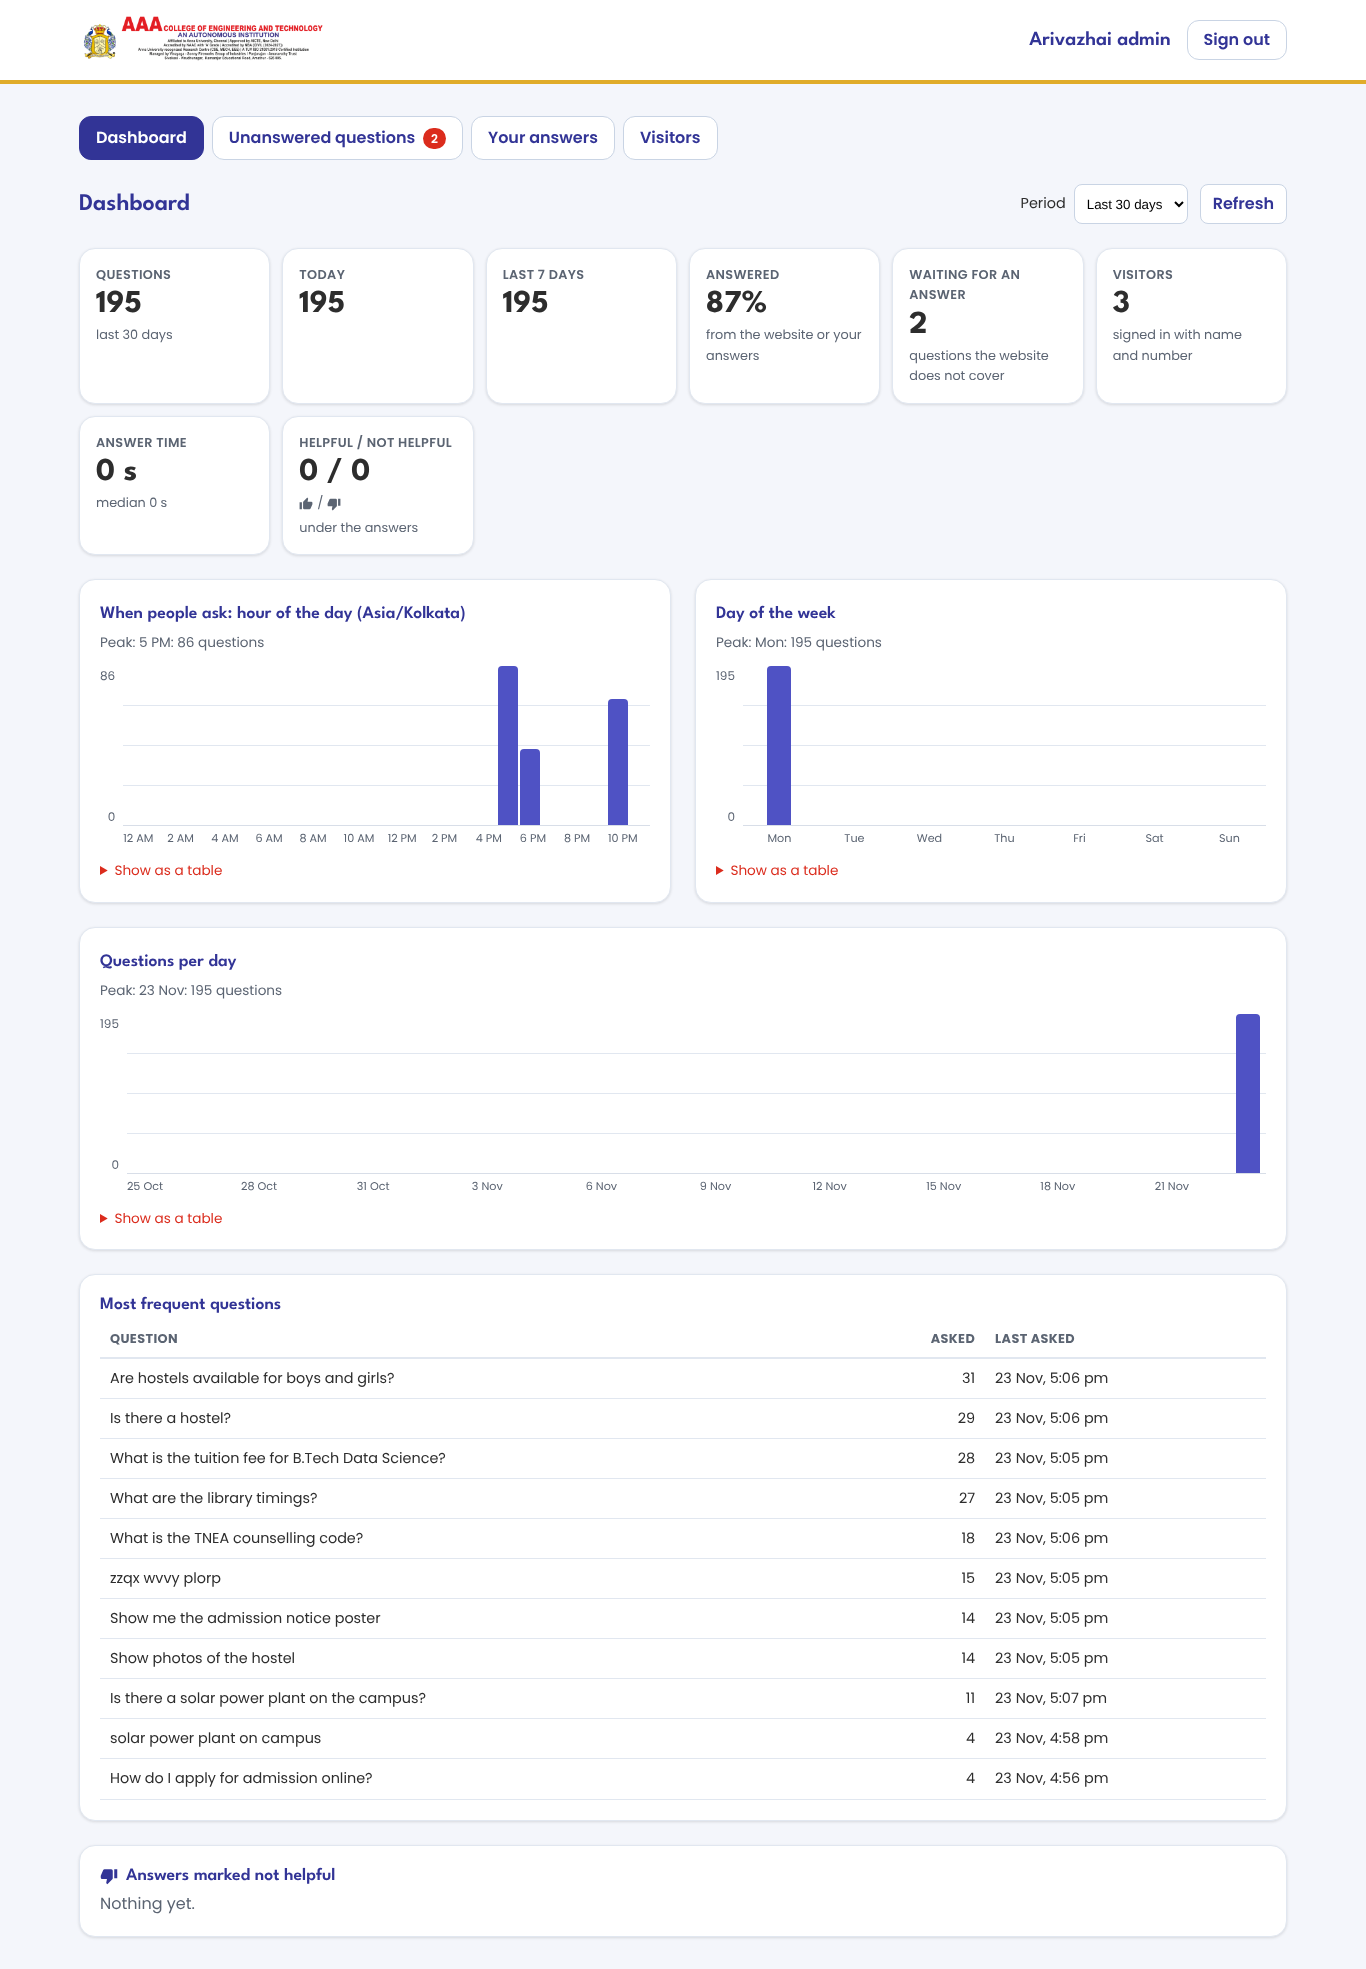 AAA COLLEGE OF ENGINEERING AND TECHNOLOGY
AN AUTONOMOUS INSTITUTION
Arivazhai admin
Sign out
Dashboard
Unanswered questions 2
Your answers
Visitors
Dashboard
Period
Last 30 days
Refresh
QUESTIONS
195
last 30 days
TODAY
195
LAST 7 DAYS
195
ANSWERED
87%
from the website or your
answers
WAITING FOR AN
ANSWER
2
questions the website
does not cover
VISITORS
3
signed in with name
and number
ANSWER TIME
0 s
median 0 s
HELPFUL / NOT HELPFUL
0 / 0
/
under the answers
When people ask: hour of the day (Asia/Kolkata)
Peak: 5 PM: 86 questions
86
0
12 AM 2 AM 4 AM 6 AM 8 AM 10 AM 12 PM 2 PM 4 PM 6 PM 8 PM 10 PM
Show as a table
Day of the week
Peak: Mon: 195 questions
195
0
Mon Tue Wed Thu Fri Sat Sun
Show as a table
Questions per day
Peak: 23 Nov: 195 questions
195
0
25 Oct 28 Oct 31 Oct 3 Nov 6 Nov 9 Nov 12 Nov 15 Nov 18 Nov 21 Nov
Show as a table
Most frequent questions
QUESTION ASKED LAST ASKED
Are hostels available for boys and girls? 31 23 Nov, 5:06 pm
Is there a hostel? 29 23 Nov, 5:06 pm
What is the tuition fee for B.Tech Data Science? 28 23 Nov, 5:05 pm
What are the library timings? 27 23 Nov, 5:05 pm
What is the TNEA counselling code? 18 23 Nov, 5:06 pm
zzqx wvvy plorp 15 23 Nov, 5:05 pm
Show me the admission notice poster 14 23 Nov, 5:05 pm
Show photos of the hostel 14 23 Nov, 5:05 pm
Is there a solar power plant on the campus? 11 23 Nov, 5:07 pm
solar power plant on campus 4 23 Nov, 4:58 pm
How do I apply for admission online? 4 23 Nov, 4:56 pm
Answers marked not helpful
Nothing yet.